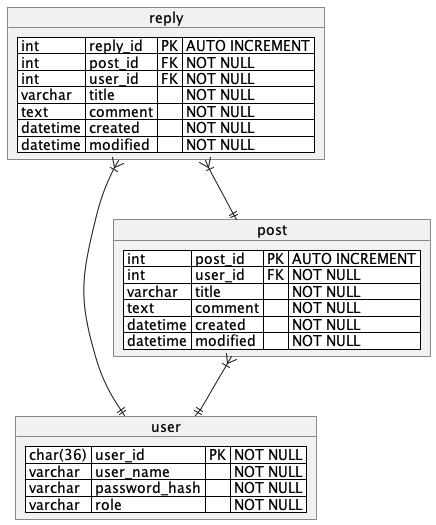 reply
int reply_id PK AUTO INCREMENT
int post_id FK NOT NULL
int user_id FK NOT NULL
varchar title NOT NULL
text comment NOT NULL
datetime created NOT NULL
datetime modified NOT NULL
post
int post_id PK AUTO INCREMENT
int user_id FK NOT NULL
varchar title NOT NULL
text comment NOT NULL
datetime created NOT NULL
datetime modified NOT NULL
user
char(36) user_id PK NOT NULL
varchar user_name NOT NULL
varchar password_hash NOT NULL
varchar role NOT NULL